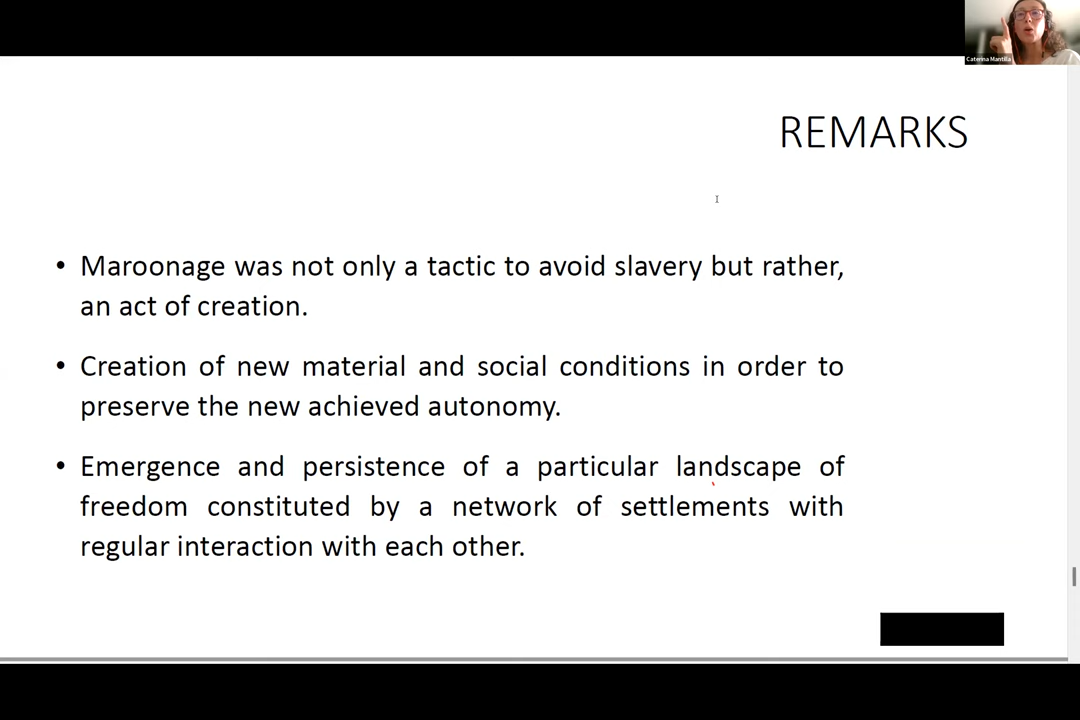 Caterina Mantilla
REMARKS
• Maroonage was not only a tactic to avoid slavery but rather,
an act of creation.
• Creation of new material and social conditions in order to
preserve the new achieved autonomy.
• Emergence and persistence of a particular landscape of
freedom constituted by a network of settlements with
regular interaction with each other.